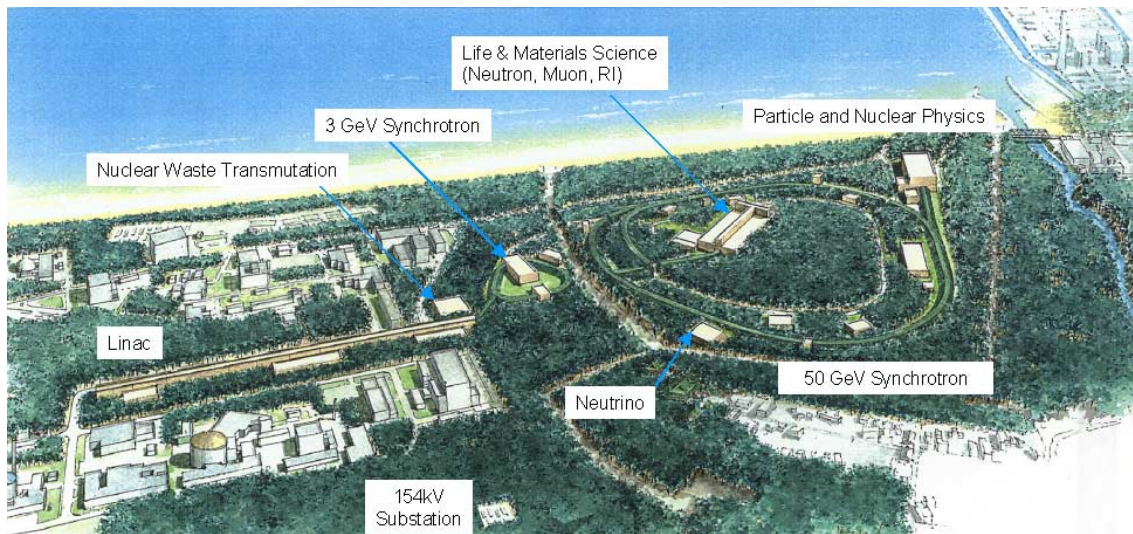 Life & Materials Science
(Neutron, Muon, RI)
3 GeV Synchrotron
Particle and Nuclear Physics
Nuclear Waste Transmutation
Linac
50 GeV Synchrotron
Neutrino
154kV
Substation